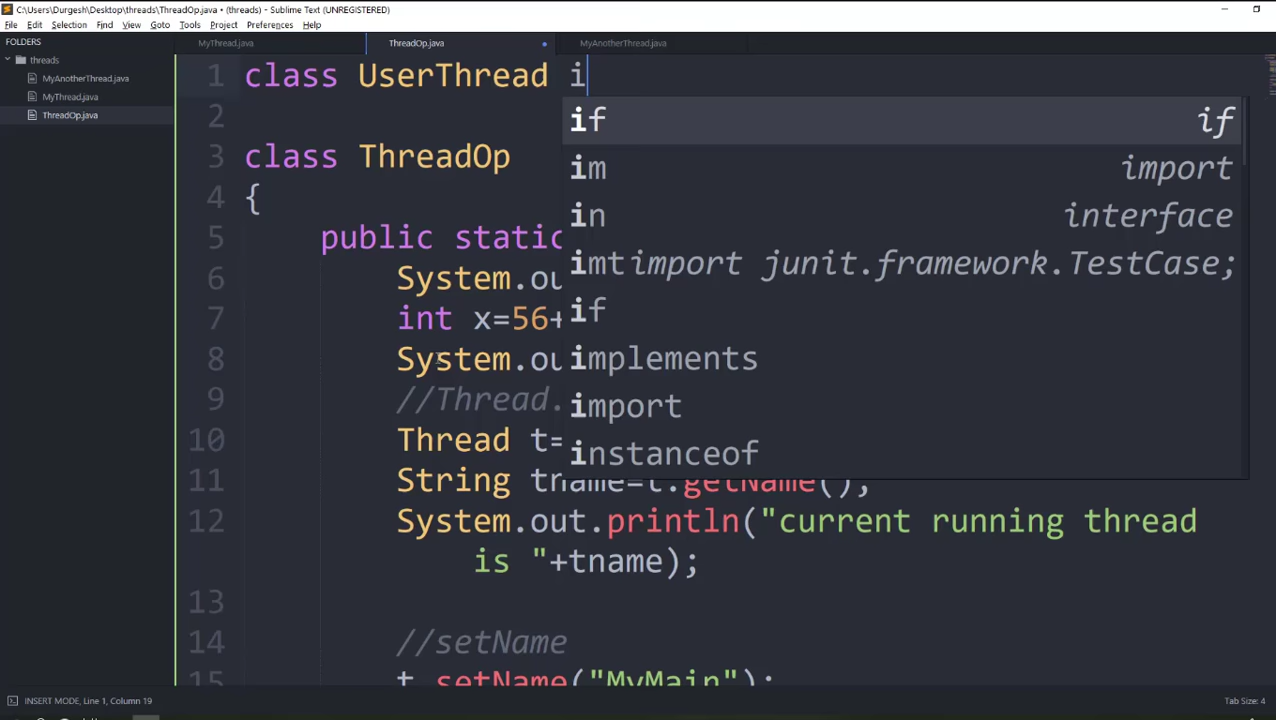 C:\Users\Durgesh\Desktop\threads\ThreadOp.java • (threads) - Sublime Text (UNREGISTERED)
File Edit Selection Find View Goto Tools Project Preferences Help
FOLDERS
threads
MyAnotherThread.java
MyThread.java
ThreadOp.java
MyThread.java ThreadOp.java MyAnotherThread.java
1 class UserThread i
2
3 class ThreadOp
4 {
5 public static
6 System.ou
7 int x=56+
8 System.ou
9 //Thread.
10 Thread t=
11 String tname=t.getName();
12 System.out.println("current running thread
is "+tname);
13
14 //setName
15 t.setName("MyMain");
if if
im import
in interface
imt import junit.framework.TestCase;
if
implements
import
instanceof
INSERT MODE, Line 1, Column 19 Tab Size: 4